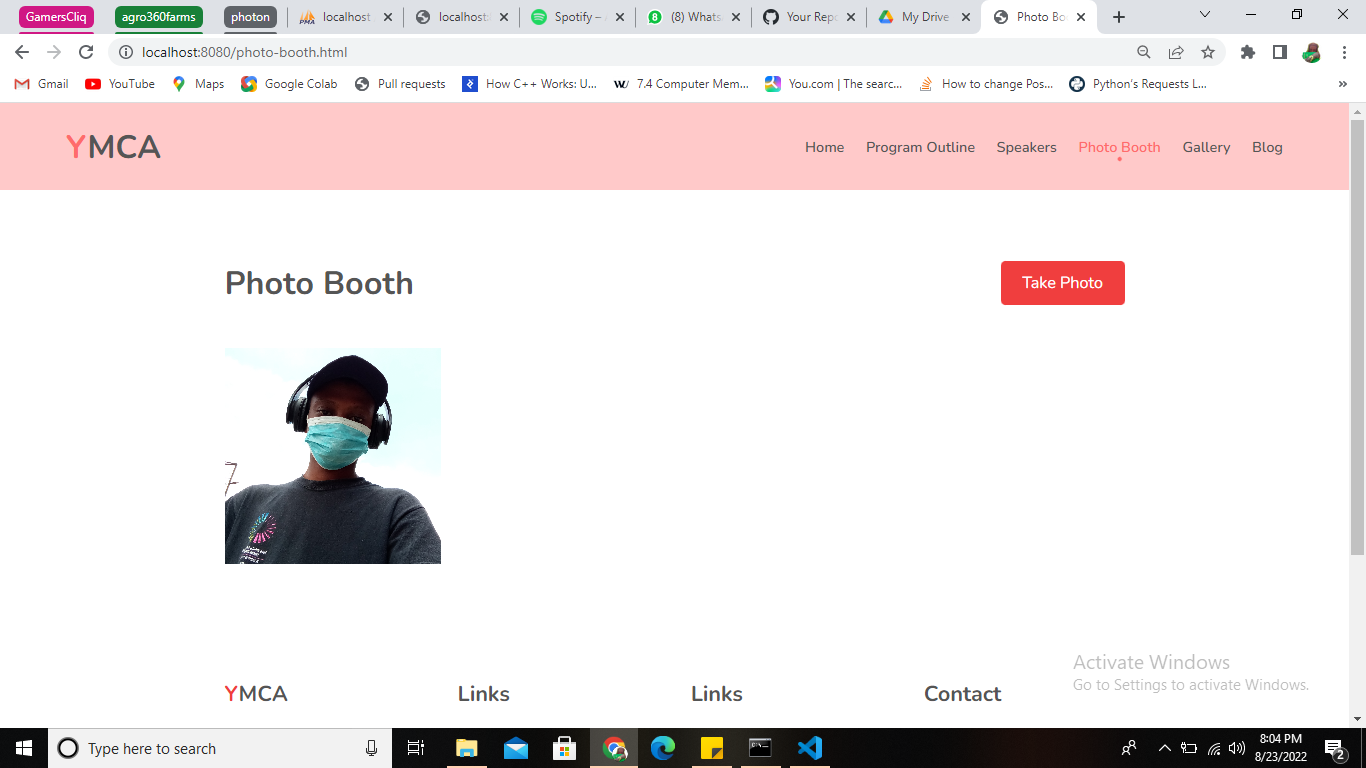 GamersCliq agro360farms photon localhost localhost: Spotify – (8) Whats Your Repo My Drive Photo Bo
localhost:8080/photo-booth.html
Gmail YouTube Maps Google Colab Pull requests How C++ Works: U... 7.4 Computer Mem... You.com | The searc... How to change Pos... Python's Requests L... »
YMCA Home Program Outline Speakers Photo Booth Gallery Blog
Photo Booth Take Photo
Activate Windows
Go to Settings to activate Windows.
YMCA Links Links Contact
Type here to search
8:04 PM
8/23/2022
2